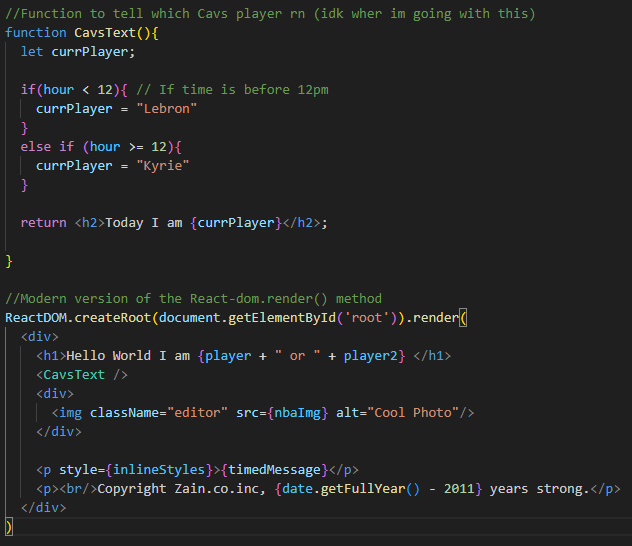 //Function to tell which Cavs player rn (idk wher im going with this)
function CavsText(){
  let currPlayer;

  if(hour < 12){ // If time is before 12pm
    currPlayer = "Lebron"
  }
  else if (hour >= 12){
    currPlayer = "Kyrie"
  }

  return <h2>Today I am {currPlayer}</h2>;

}

//Modern version of the React-dom.render() method
ReactDOM.createRoot(document.getElementById('root')).render(
  <div>
    <h1>Hello World I am {player + " or " + player2} </h1>
    <CavsText />
    <div>
      <img className="editor" src={nbaImg} alt="Cool Photo"/>
    </div>

    <p style={inlineStyles}>{timedMessage}</p>
    <p><br/>Copyright Zain.co.inc, {date.getFullYear() - 2011} years strong.</p>
  </div>
)